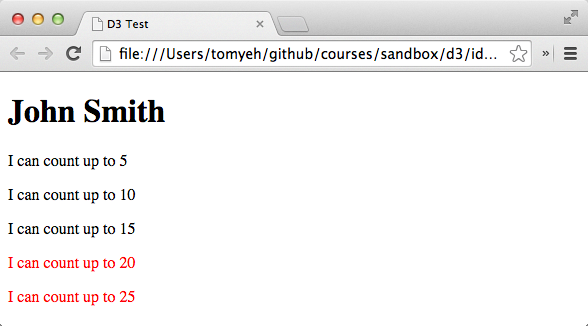 D3 Test
file:///Users/tomyeh/github/courses/sandbox/d3/id...
John Smith
I can count up to 5
I can count up to 10
I can count up to 15
I can count up to 20
I can count up to 25